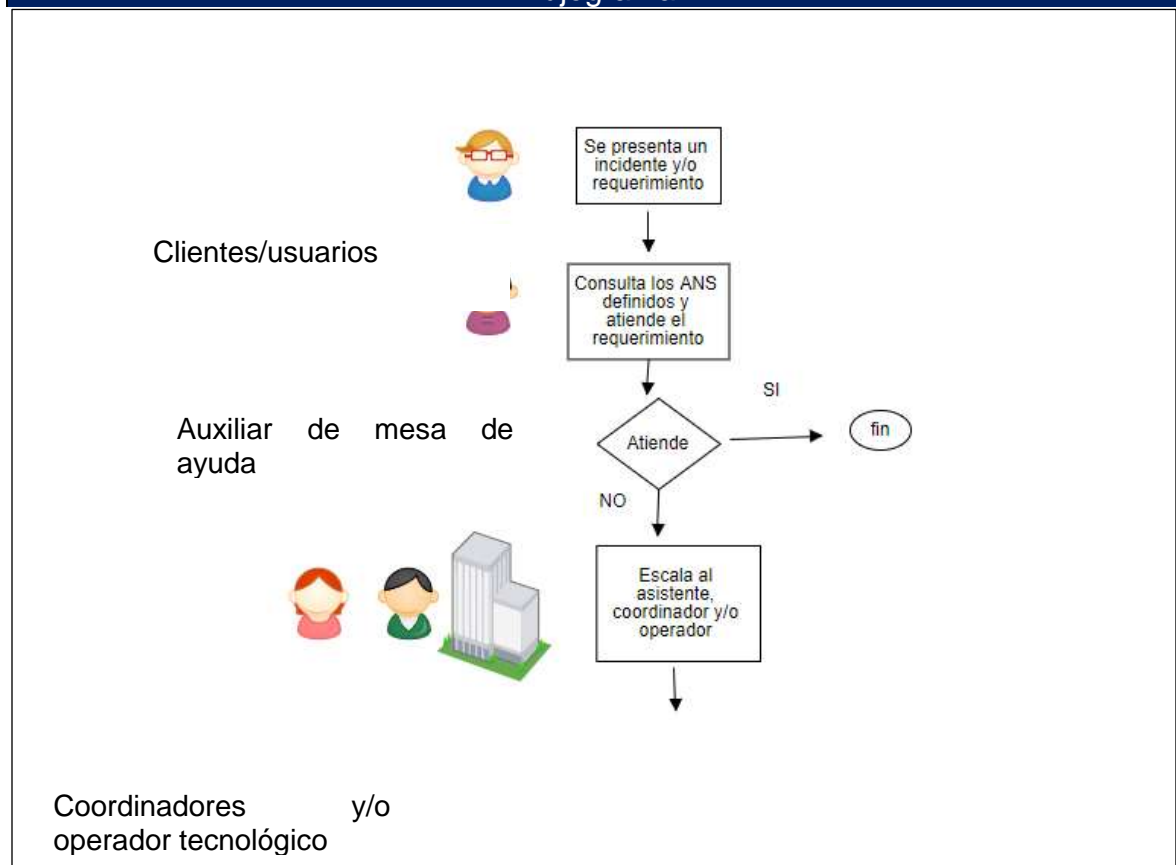 Se presenta un
incidente y/o
requerimiento
Clientes/usuarios
Consulta los ANS
definidos y
atiende el
requerimiento
SI
Auxiliar de mesa de
ayuda
Atiende
fin
NO
Escala al
asistente,
coordinador y/o
operador
Coordinadores y/o
operador tecnológico